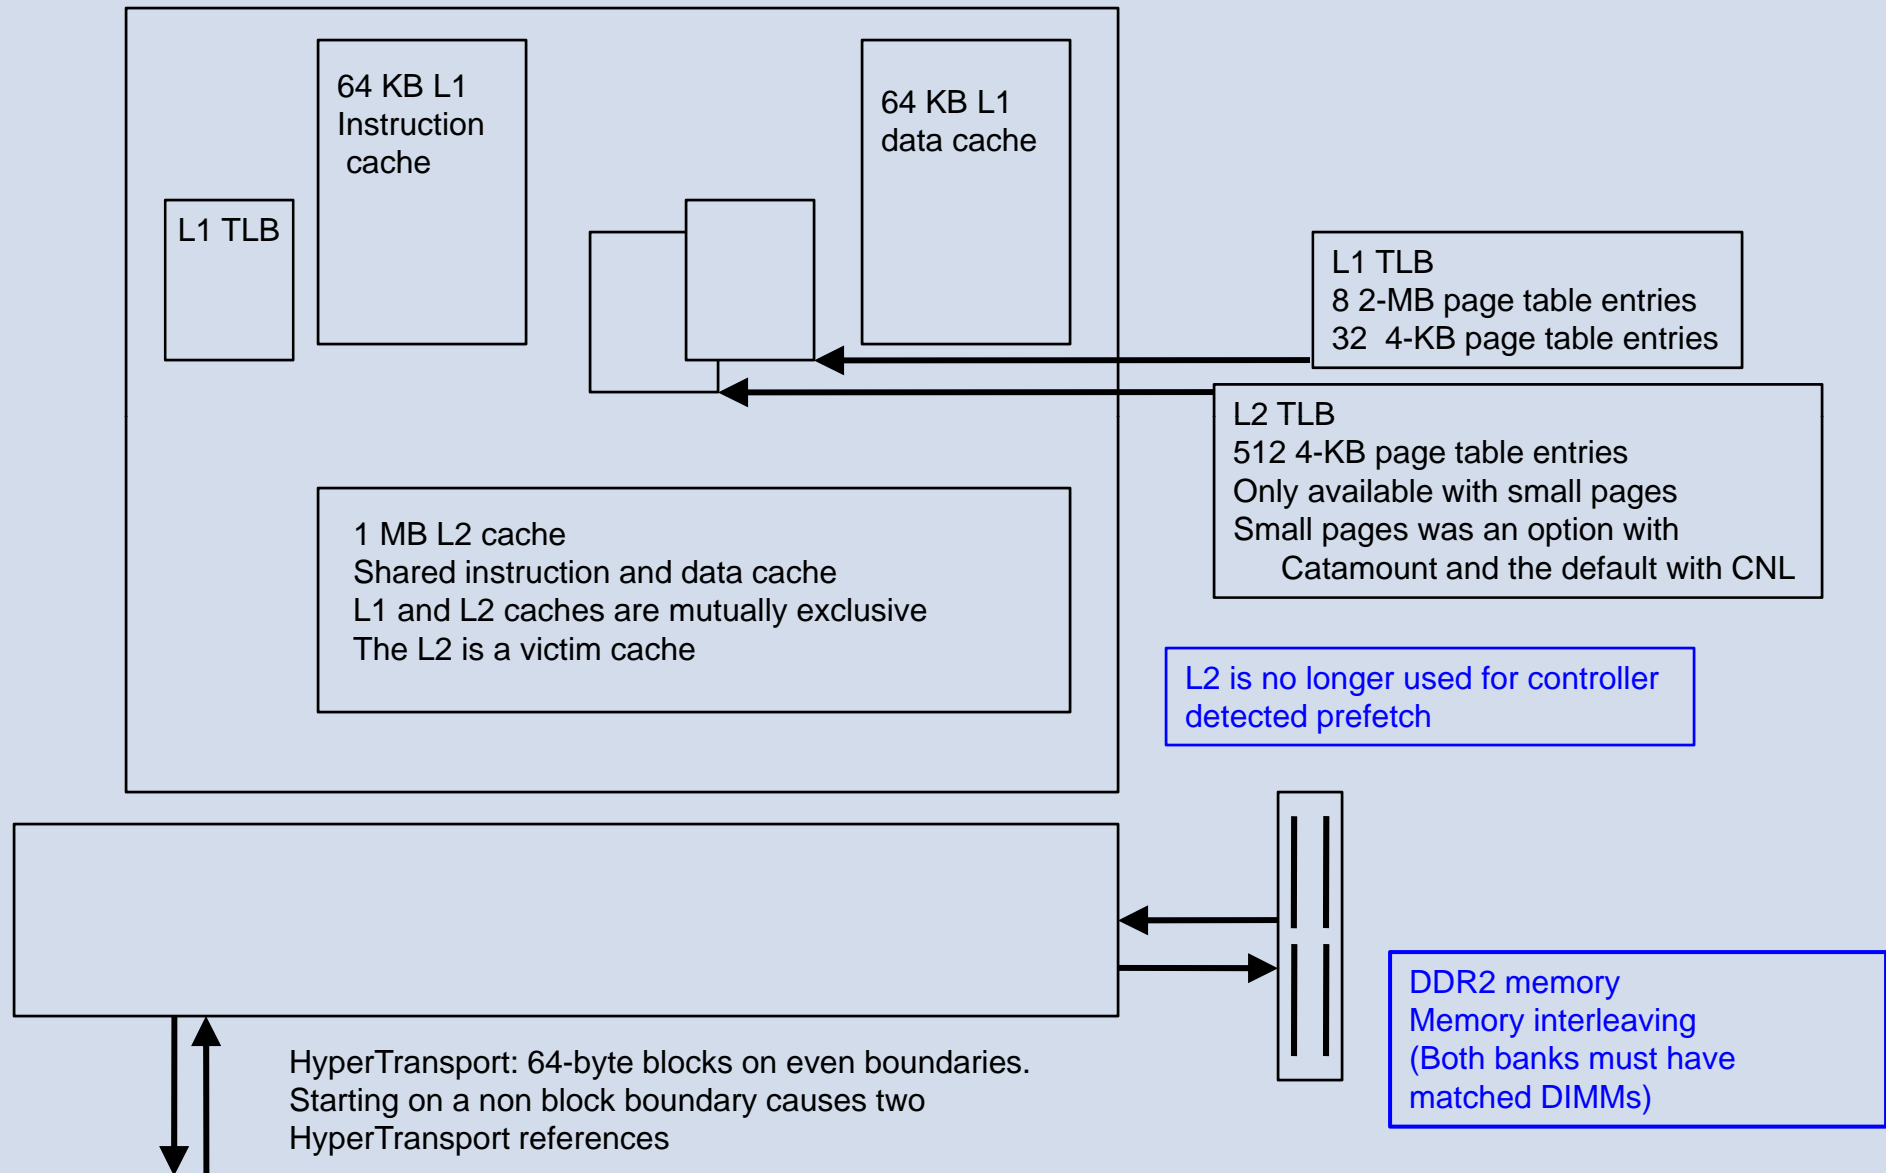 64 KB L1
Instruction
cache
64 KB L1
data cache
L1 TLB
L1 TLB
8 2-MB page table entries
32  4-KB page table entries
L2 TLB
512 4-KB page table entries
Only available with small pages
Small pages was an option with
Catamount and the default with CNL
1 MB L2 cache
Shared instruction and data cache
L1 and L2 caches are mutually exclusive
The L2 is a victim cache
L2 is no longer used for controller
detected prefetch
DDR2 memory
Memory interleaving
(Both banks must have
matched DIMMs)
HyperTransport: 64-byte blocks on even boundaries.
Starting on a non block boundary causes two
HyperTransport references